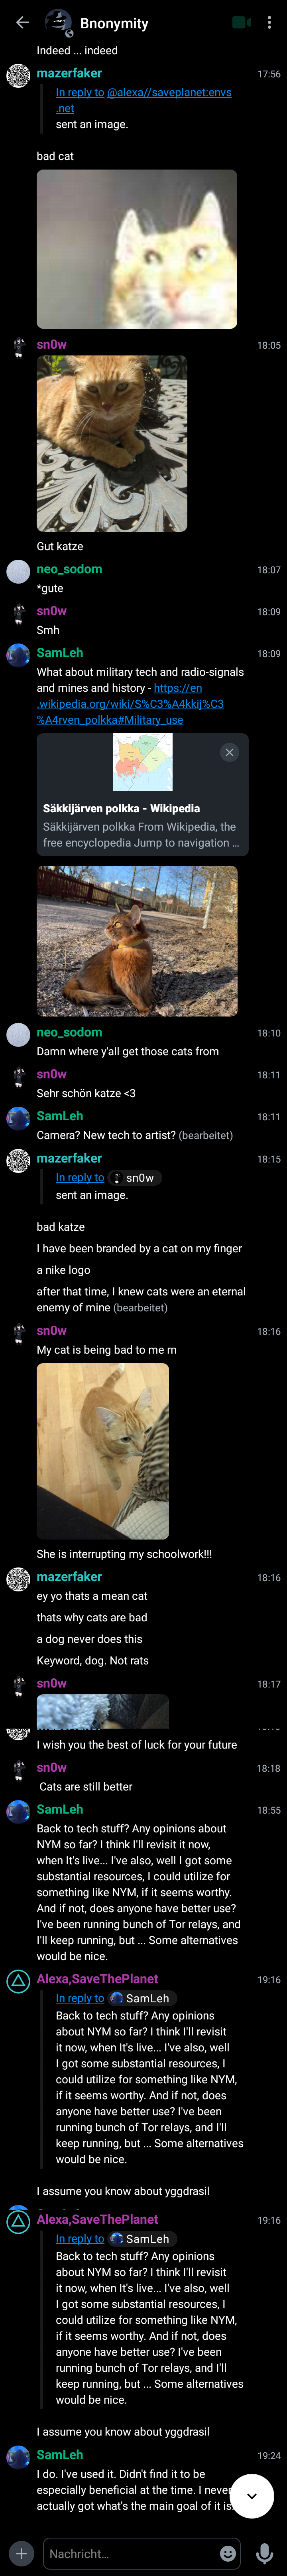 Bnonymity
Indeed ... indeed
mazerfaker 17:56
In reply to @alexa//saveplanet:envs
.net
sent an image.
bad cat
sn0w 18:05
Gut katze
neo_sodom 18:07
*gute
sn0w 18:09
Smh
SamLeh 18:09
What about military tech and radio-signals
and mines and history - https://en
.wikipedia.org/wiki/S%C3%A4kkij%C3
%A4rven_polkka#Military_use
Säkkijärven polkka - Wikipedia
Säkkijärven polkka From Wikipedia, the
free encyclopedia Jump to navigation ...
neo_sodom 18:10
Damn where y'all get those cats from
sn0w 18:11
Sehr schön katze <3
SamLeh 18:11
Camera? New tech to artist? (bearbeitet)
mazerfaker 18:15
In reply to sn0w
sent an image.
bad katze
I have been branded by a cat on my finger
a nike logo
after that time, I knew cats were an eternal
enemy of mine (bearbeitet)
sn0w 18:16
My cat is being bad to me rn
She is interrupting my schoolwork!!!
mazerfaker 18:16
ey yo thats a mean cat
thats why cats are bad
a dog never does this
Keyword, dog. Not rats
sn0w 18:17
I wish you the best of luck for your future
sn0w 18:18
Cats are still better
SamLeh 18:55
Back to tech stuff? Any opinions about
NYM so far? I think I'll revisit it now,
when It's live... I've also, well I got some
substantial resources, I could utilize for
something like NYM, if it seems worthy.
And if not, does anyone have better use?
I've been running bunch of Tor relays, and
I'll keep running, but ... Some alternatives
would be nice.
Alexa,SaveThePlanet 19:16
In reply to SamLeh
Back to tech stuff? Any opinions
about NYM so far? I think I'll revisit
it now, when It's live... I've also, well
I got some substantial resources, I
could utilize for something like NYM,
if it seems worthy. And if not, does
anyone have better use? I've been
running bunch of Tor relays, and I'll
keep running, but ... Some alternatives
would be nice.
I assume you know about yggdrasil
Alexa,SaveThePlanet 19:16
In reply to SamLeh
Back to tech stuff? Any opinions
about NYM so far? I think I'll revisit
it now, when It's live... I've also, well
I got some substantial resources, I
could utilize for something like NYM,
if it seems worthy. And if not, does
anyone have better use? I've been
running bunch of Tor relays, and I'll
keep running, but ... Some alternatives
would be nice.
I assume you know about yggdrasil
SamLeh 19:24
I do. I've used it. Didn't find it to be
especially beneficial at the time. I never
actually got what's the main goal of it is
Nachricht...